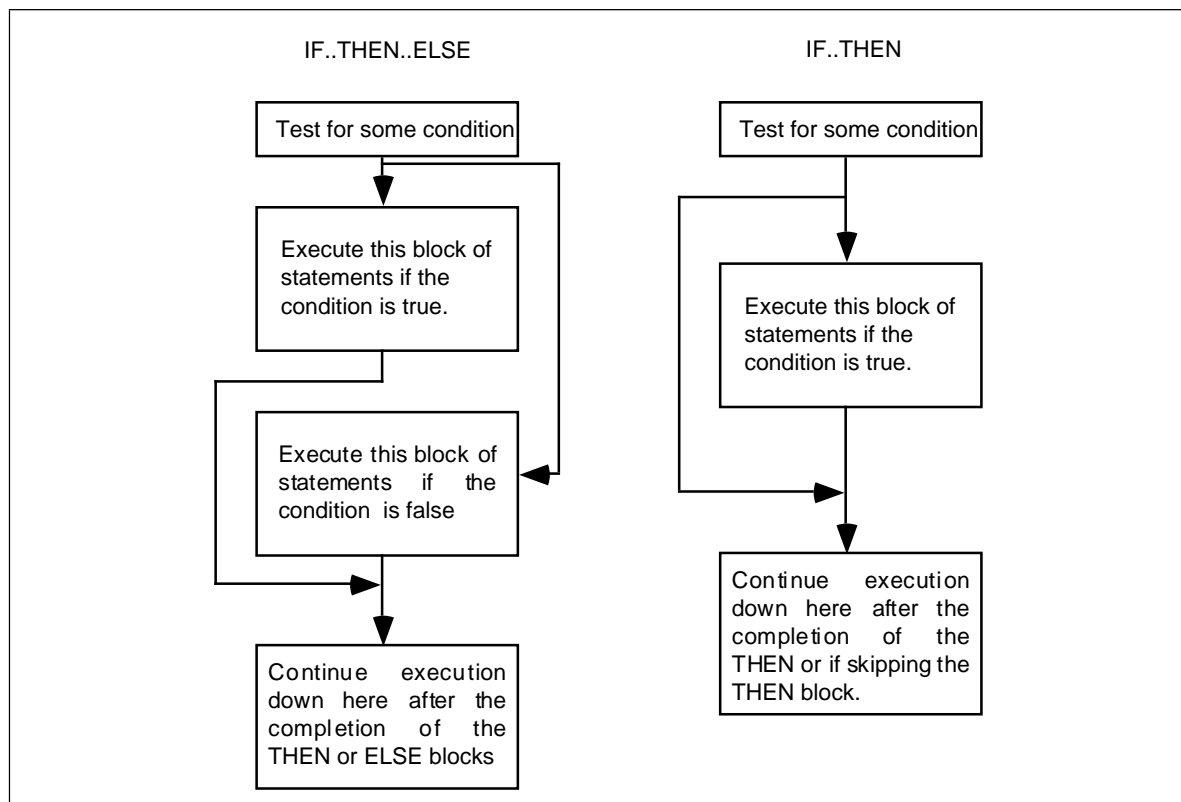 IF..THEN..ELSE
Test for some condition
Execute this block of
statements if the
condition is true.
Execute this block of
statements if the
condition is false
Continue execution
down here after the
completion of the
THEN or ELSE blocks
IF..THEN
Test for some condition
Execute this block of
statements if the
condition is true.
Continue execution
down here after the
completion of the
THEN or if skipping the
THEN block.